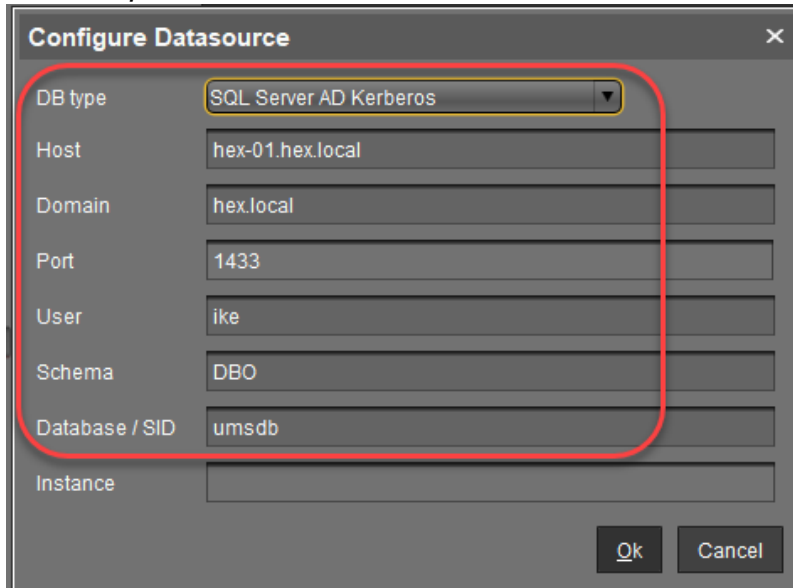 Configure Datasource ×
DB type SQL Server AD Kerberos
Host hex-01.hex.local
Domain hex.local
Port 1433
User ike
Schema DBO
Database / SID umsdb
Instance
Ok Cancel